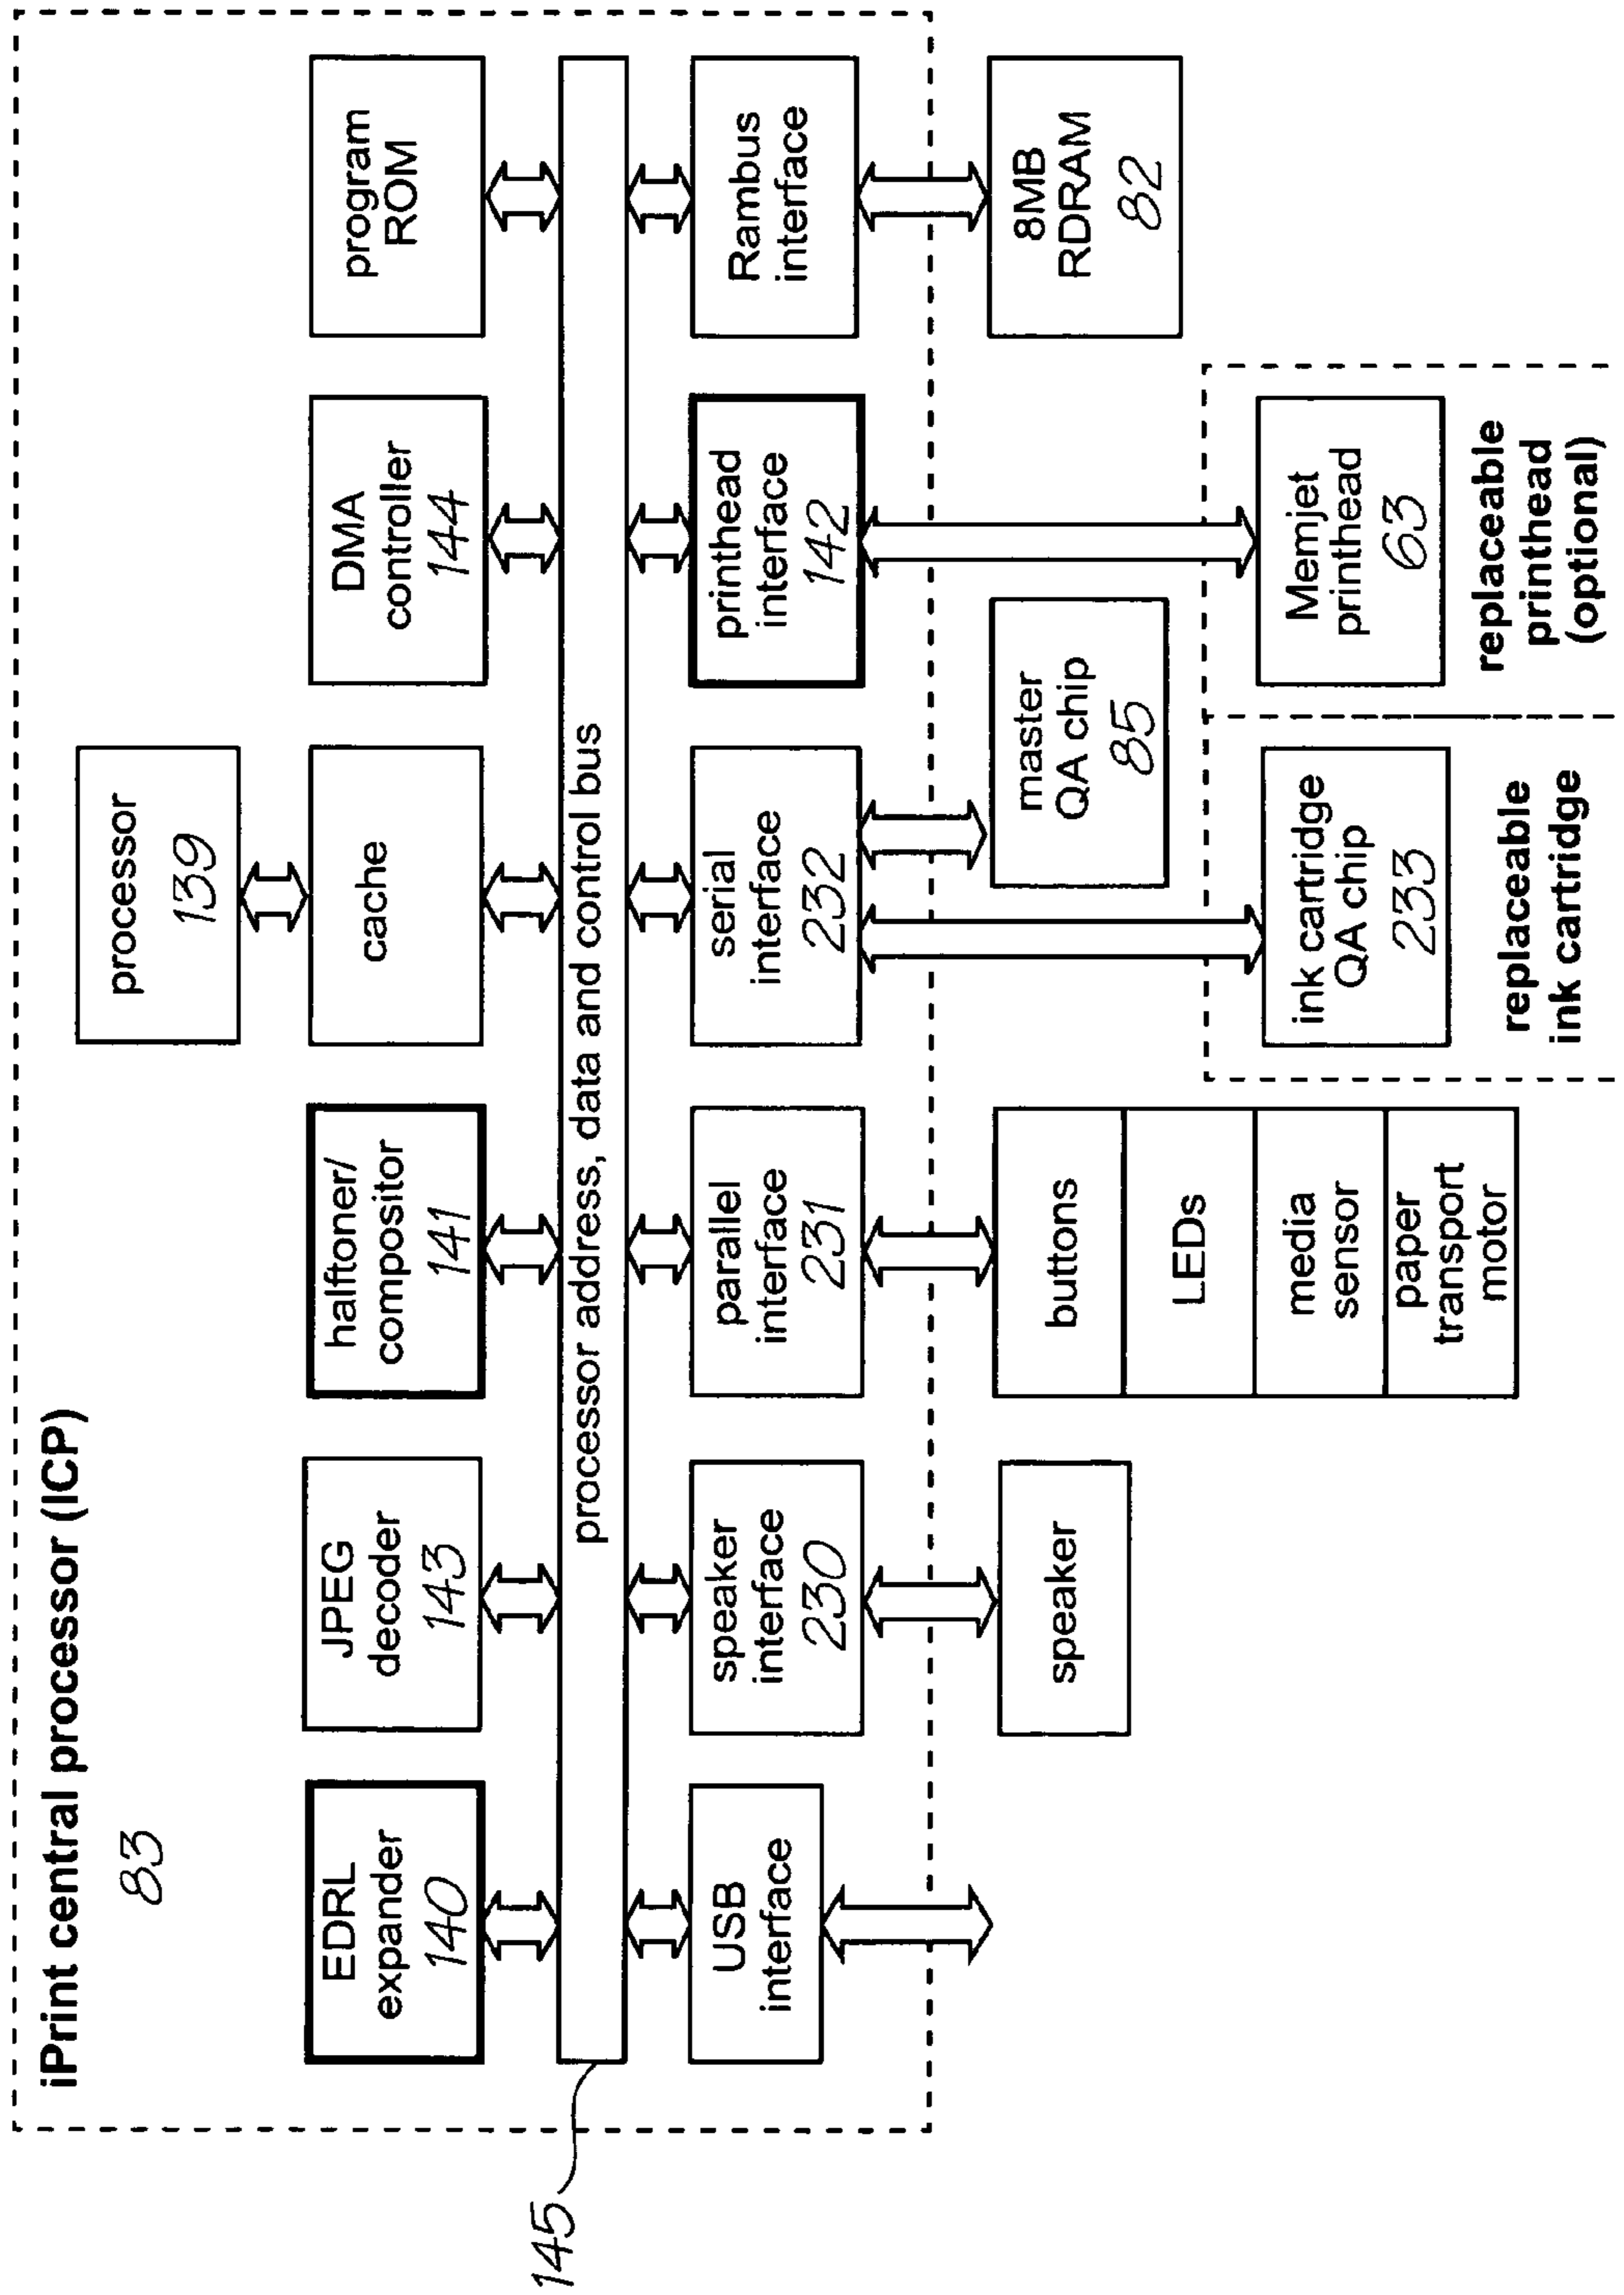 iPrint central processor (ICP)
83
processor
139
EDRL
expander
140
JPEG
decoder
143
halftoner/
compositor
141
cache
DMA
controller
144
program
ROM
145
processor address, data and control bus
USB
interface
speaker
interface
230
parallel
interface
231
serial
interface
232
printhead
interface
142
Rambus
interface
speaker
buttons
LEDs
media
sensor
paper
transport
motor
master
QA chip
85
8MB
RDRAM
82
ink cartridge
QA chip
233
replaceable
ink cartridge
Memjet
printhead
63
replaceable
printhead
(optional)